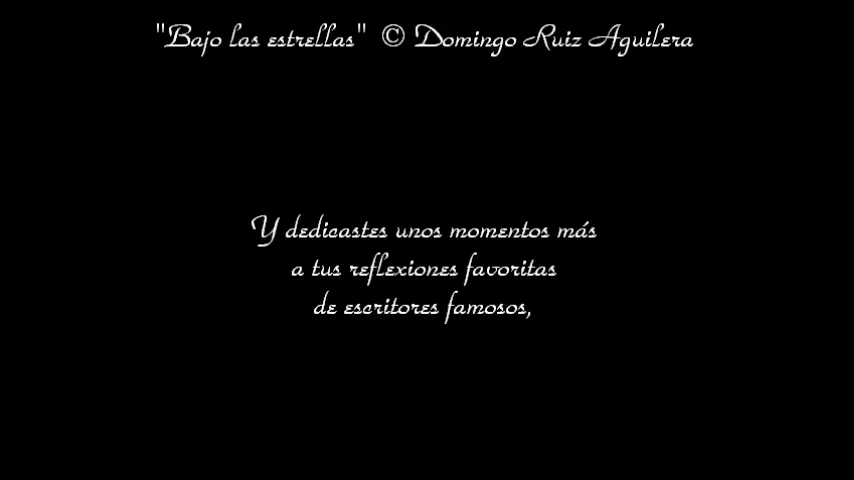 "Bajo las estrellas" © Domingo Ruiz Aguilera
Y dedicastes unos momentos más
a tus reflexiones favoritas
de escritores famosos,